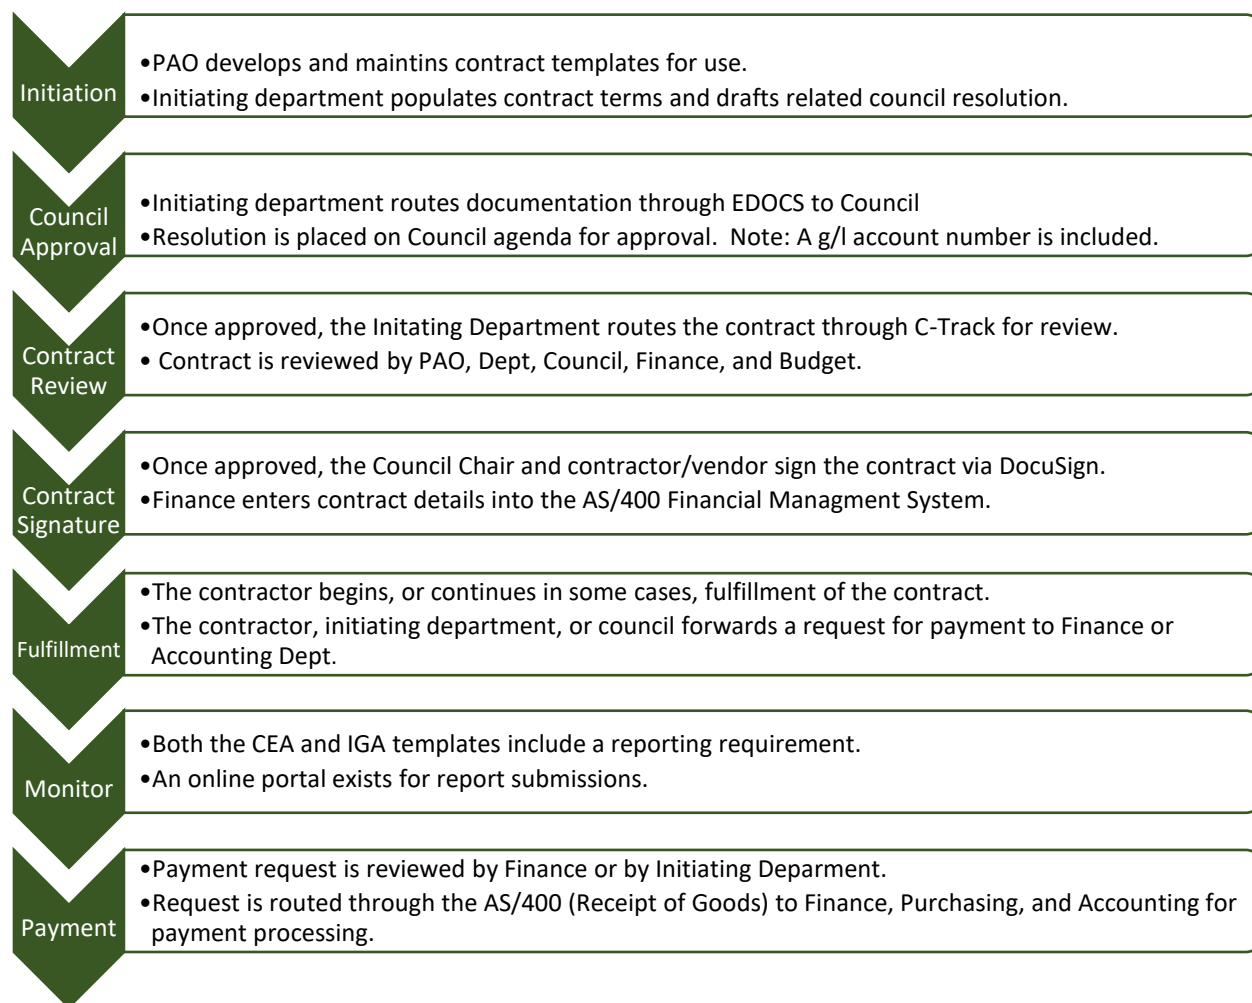 Initiation
•PAO develops and maintins contract templates for use.
•Initiating department populates contract terms and drafts related council resolution.
Council
Approval
•Initiating department routes documentation through EDOCS to Council
•Resolution is placed on Council agenda for approval.  Note: A g/l account number is included.
Contract
Review
•Once approved, the Initating Department routes the contract through C-Track for review.
• Contract is reviewed by PAO, Dept, Council, Finance, and Budget.
Contract
Signature
•Once approved, the Council Chair and contractor/vendor sign the contract via DocuSign.
•Finance enters contract details into the AS/400 Financial Managment System.
Fulfillment
•The contractor begins, or continues in some cases, fulfillment of the contract.
•The contractor, initiating department, or council forwards a request for payment to Finance or
Accounting Dept.
Monitor
•Both the CEA and IGA templates include a reporting requirement.
•An online portal exists for report submissions.
Payment
•Payment request is reviewed by Finance or by Initiating Deparment.
•Request is routed through the AS/400 (Receipt of Goods) to Finance, Purchasing, and Accounting for
payment processing.